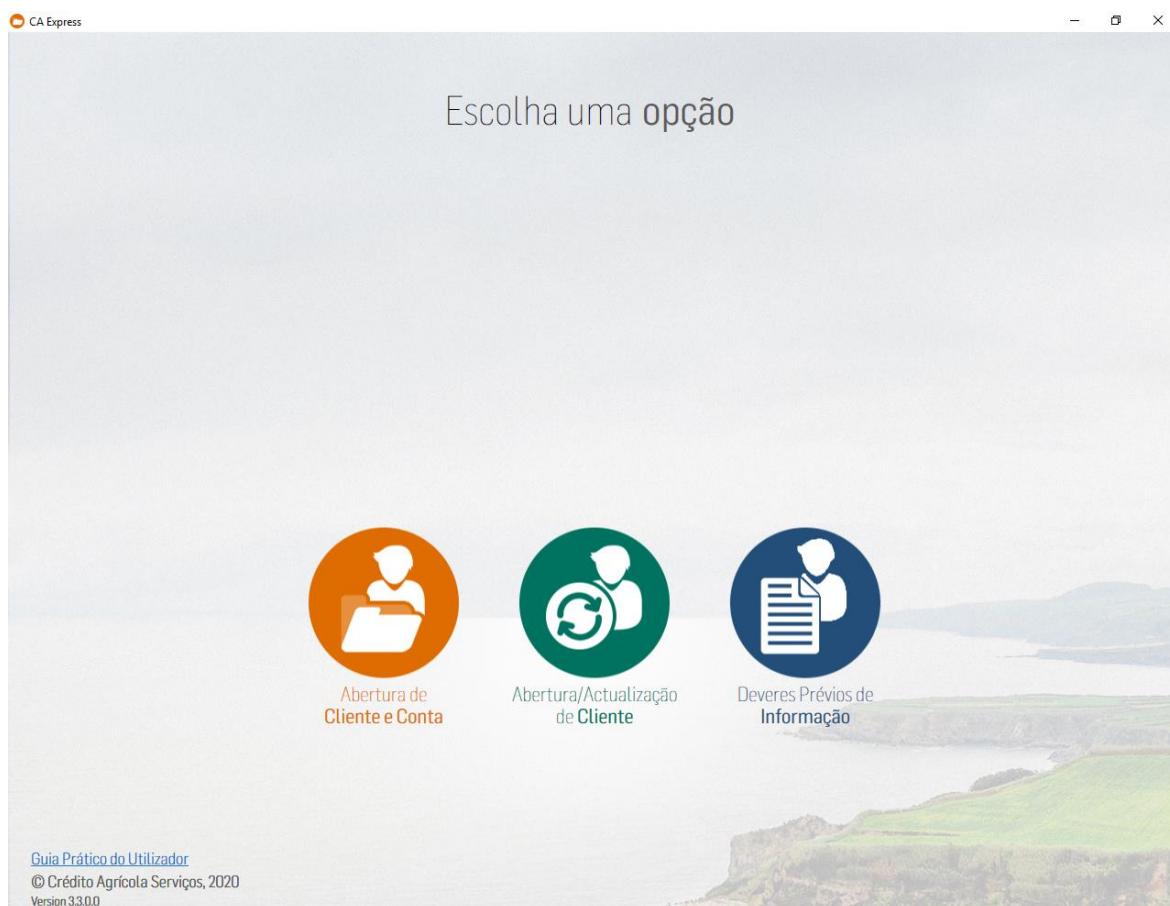 CA Express
Escolha uma opção
Abertura de
Cliente e Conta
Abertura/Actualização
de Cliente
Deveres Prévios de
Informação
Guia Prático do Utilizador
© Crédito Agrícola Serviços, 2020
Version 3.3.0.0